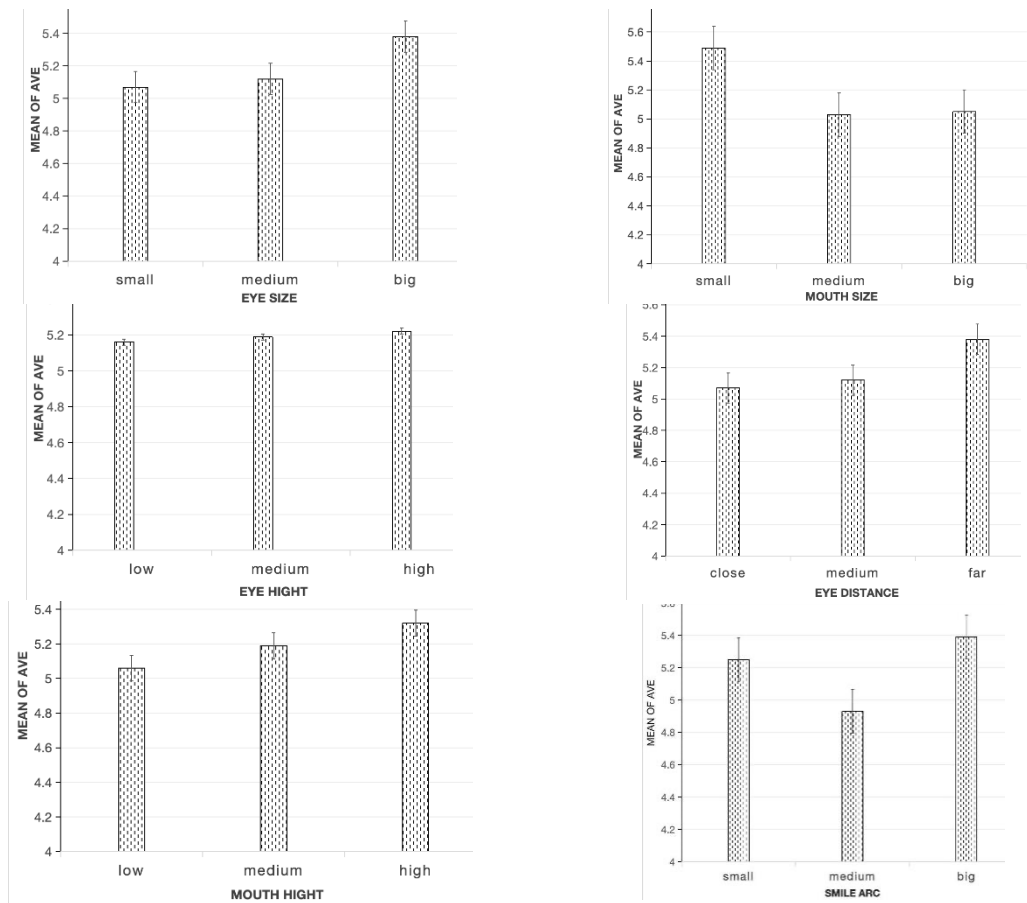 MEAN OF AVE
5.4
5.2
5
4.8
4.6
4.4
4.2
4
small medium big
EYE SIZE
MEAN OF AVE
5.6
5.4
5.2
5
4.8
4.6
4.4
4.2
4
small medium big
MOUTH SIZE
MEAN OF AVE
5.2
5
4.8
4.6
4.4
4.2
4
low medium high
EYE HIGHT
MEAN OF AVE
5.6
5.4
5.2
5
4.8
4.6
4.4
4.2
4
close medium far
EYE DISTANCE
MEAN OF AVE
5.4
5.2
5
4.8
4.6
4.4
4.2
4
low medium high
MOUTH HIGHT
MEAN OF AVE
5.6
5.4
5.2
5
4.8
4.6
4.4
4.2
4
small medium big
SMILE ARC